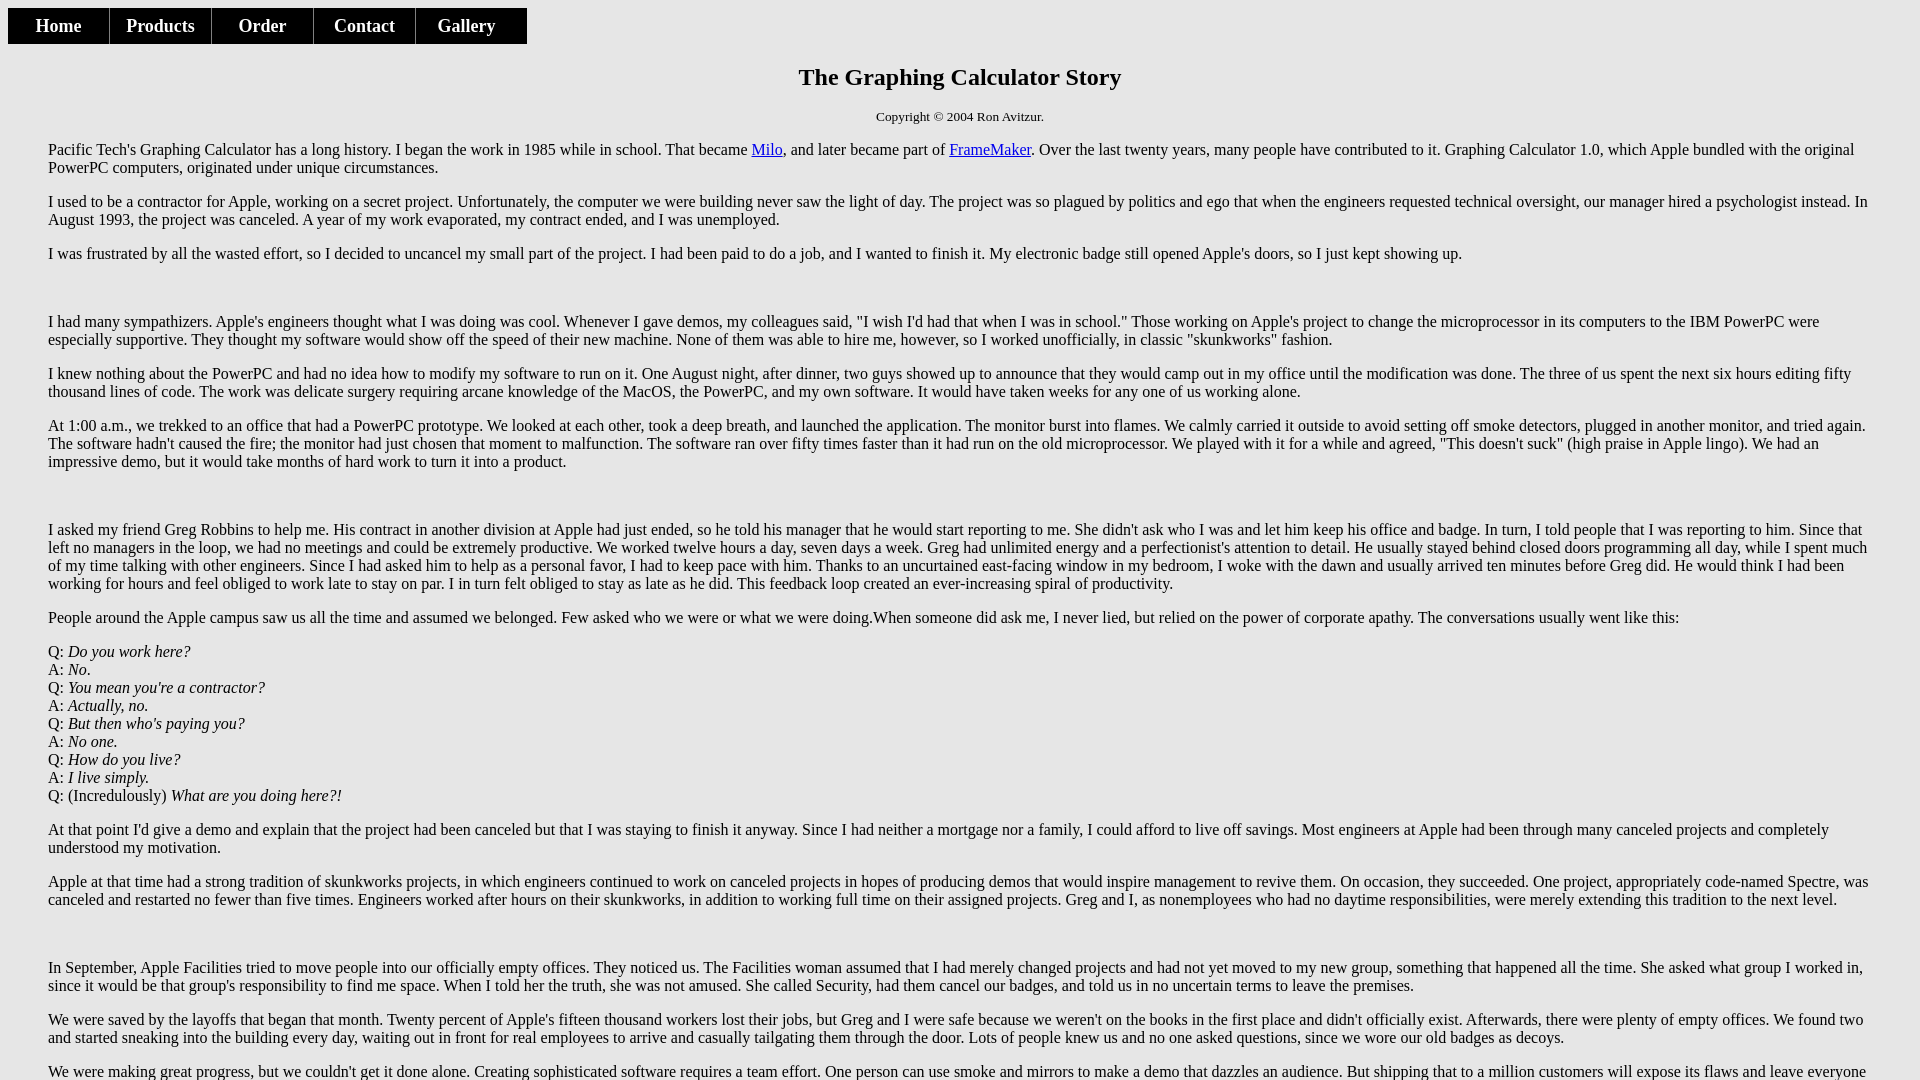 Home Products Order Contact Gallery
The Graphing Calculator Story
Copyright © 2004 Ron Avitzur.
Pacific Tech's Graphing Calculator has a long history. I began the work in 1985 while in school. That became Milo, and later became part of FrameMaker. Over the last twenty years, many people have contributed to it. Graphing Calculator 1.0, which Apple bundled with the original
PowerPC computers, originated under unique circumstances.
I used to be a contractor for Apple, working on a secret project. Unfortunately, the computer we were building never saw the light of day. The project was so plagued by politics and ego that when the engineers requested technical oversight, our manager hired a psychologist instead. In
August 1993, the project was canceled. A year of my work evaporated, my contract ended, and I was unemployed.
I was frustrated by all the wasted effort, so I decided to uncancel my small part of the project. I had been paid to do a job, and I wanted to finish it. My electronic badge still opened Apple's doors, so I just kept showing up.
I had many sympathizers. Apple's engineers thought what I was doing was cool. Whenever I gave demos, my colleagues said, "I wish I'd had that when I was in school." Those working on Apple's project to change the microprocessor in its computers to the IBM PowerPC were
especially supportive. They thought my software would show off the speed of their new machine. None of them was able to hire me, however, so I worked unofficially, in classic "skunkworks" fashion.
I knew nothing about the PowerPC and had no idea how to modify my software to run on it. One August night, after dinner, two guys showed up to announce that they would camp out in my office until the modification was done. The three of us spent the next six hours editing fifty
thousand lines of code. The work was delicate surgery requiring arcane knowledge of the MacOS, the PowerPC, and my own software. It would have taken weeks for any one of us working alone.
At 1:00 a.m., we trekked to an office that had a PowerPC prototype. We looked at each other, took a deep breath, and launched the application. The monitor burst into flames. We calmly carried it outside to avoid setting off smoke detectors, plugged in another monitor, and tried again.
The software hadn't caused the fire; the monitor had just chosen that moment to malfunction. The software ran over fifty times faster than it had run on the old microprocessor. We played with it for a while and agreed, "This doesn't suck" (high praise in Apple lingo). We had an
impressive demo, but it would take months of hard work to turn it into a product.
I asked my friend Greg Robbins to help me. His contract in another division at Apple had just ended, so he told his manager that he would start reporting to me. She didn't ask who I was and let him keep his office and badge. In turn, I told people that I was reporting to him. Since that
left no managers in the loop, we had no meetings and could be extremely productive. We worked twelve hours a day, seven days a week. Greg had unlimited energy and a perfectionist's attention to detail. He usually stayed behind closed doors programming all day, while I spent much
of my time talking with other engineers. Since I had asked him to help as a personal favor, I had to keep pace with him. Thanks to an uncurtained east-facing window in my bedroom, I woke with the dawn and usually arrived ten minutes before Greg did. He would think I had been
working for hours and feel obliged to work late to stay on par. I in turn felt obliged to stay as late as he did. This feedback loop created an ever-increasing spiral of productivity.
People around the Apple campus saw us all the time and assumed we belonged. Few asked who we were or what we were doing.When someone did ask me, I never lied, but relied on the power of corporate apathy. The conversations usually went like this:
Q: Do you work here?
A: No.
Q: You mean you're a contractor?
A: Actually, no.
Q: But then who's paying you?
A: No one.
Q: How do you live?
A: I live simply.
Q: (Incredulously) What are you doing here?!
At that point I'd give a demo and explain that the project had been canceled but that I was staying to finish it anyway. Since I had neither a mortgage nor a family, I could afford to live off savings. Most engineers at Apple had been through many canceled projects and completely
understood my motivation.
Apple at that time had a strong tradition of skunkworks projects, in which engineers continued to work on canceled projects in hopes of producing demos that would inspire management to revive them. On occasion, they succeeded. One project, appropriately code-named Spectre, was
canceled and restarted no fewer than five times. Engineers worked after hours on their skunkworks, in addition to working full time on their assigned projects. Greg and I, as nonemployees who had no daytime responsibilities, were merely extending this tradition to the next level.
In September, Apple Facilities tried to move people into our officially empty offices. They noticed us. The Facilities woman assumed that I had merely changed projects and had not yet moved to my new group, something that happened all the time. She asked what group I worked in,
since it would be that group's responsibility to find me space. When I told her the truth, she was not amused. She called Security, had them cancel our badges, and told us in no uncertain terms to leave the premises.
We were saved by the layoffs that began that month. Twenty percent of Apple's fifteen thousand workers lost their jobs, but Greg and I were safe because we weren't on the books in the first place and didn't officially exist. Afterwards, there were plenty of empty offices. We found two
and started sneaking into the building every day, waiting out in front for real employees to arrive and casually tailgating them through the door. Lots of people knew us and no one asked questions, since we wore our old badges as decoys.
We were making great progress, but we couldn't get it done alone. Creating sophisticated software requires a team effort. One person can use smoke and mirrors to make a demo that dazzles an audience. But shipping that to a million customers will expose its flaws and leave everyone